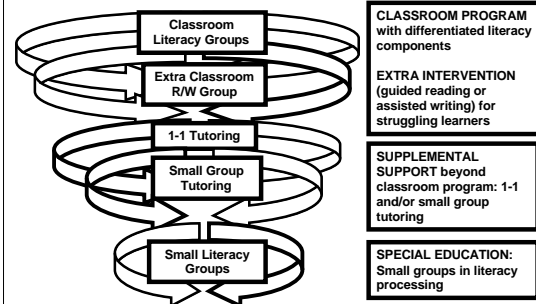 Classroom
Literacy Groups
Extra Classroom
R/W Group
1-1 Tutoring
Small Group
Tutoring
Small Literacy
Groups
CLASSROOM PROGRAM
with differentiated literacy
components
EXTRA INTERVENTION
(guided reading or
assisted writing) for
struggling learners
SUPPLEMENTAL
SUPPORT beyond
classroom program: 1-1
and/or small group
tutoring
SPECIAL EDUCATION:
Small groups in literacy
processing